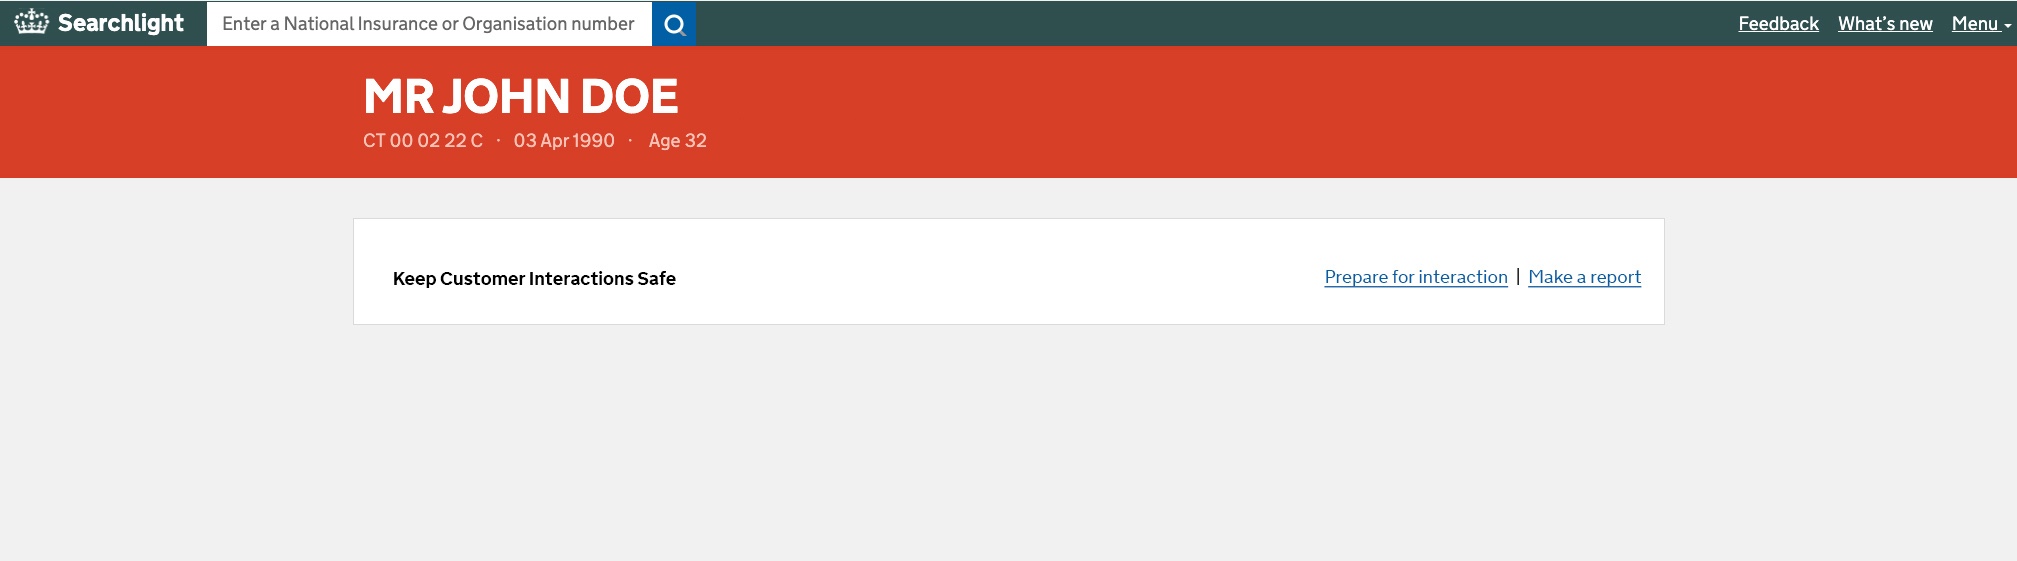 Searchlight Enter a National Insurance or Organisation number Feedback What's new Menu
MR JOHN DOE
CT 00 02 22 C · 03 Apr 1990 · Age 32
Keep Customer Interactions Safe Prepare for interaction | Make a report